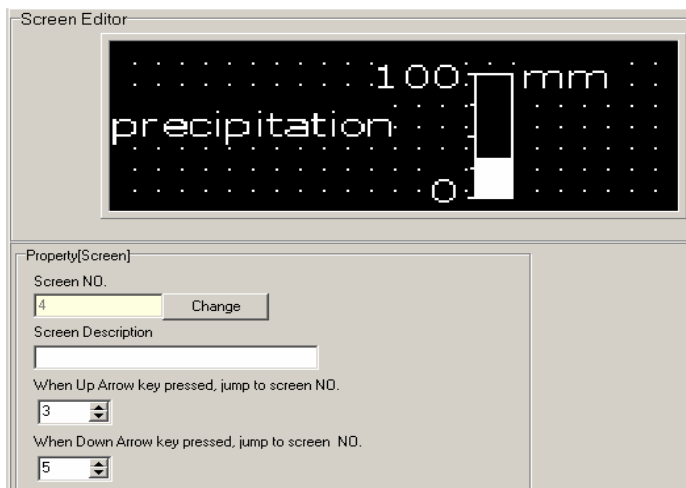 Screen Editor
100 mm
precipitation
0
Property[Screen]
Screen NO.
4 Change
Screen Description
When Up Arrow key pressed, jump to screen NO.
3
When Down Arrow key pressed, jump to screen NO.
5